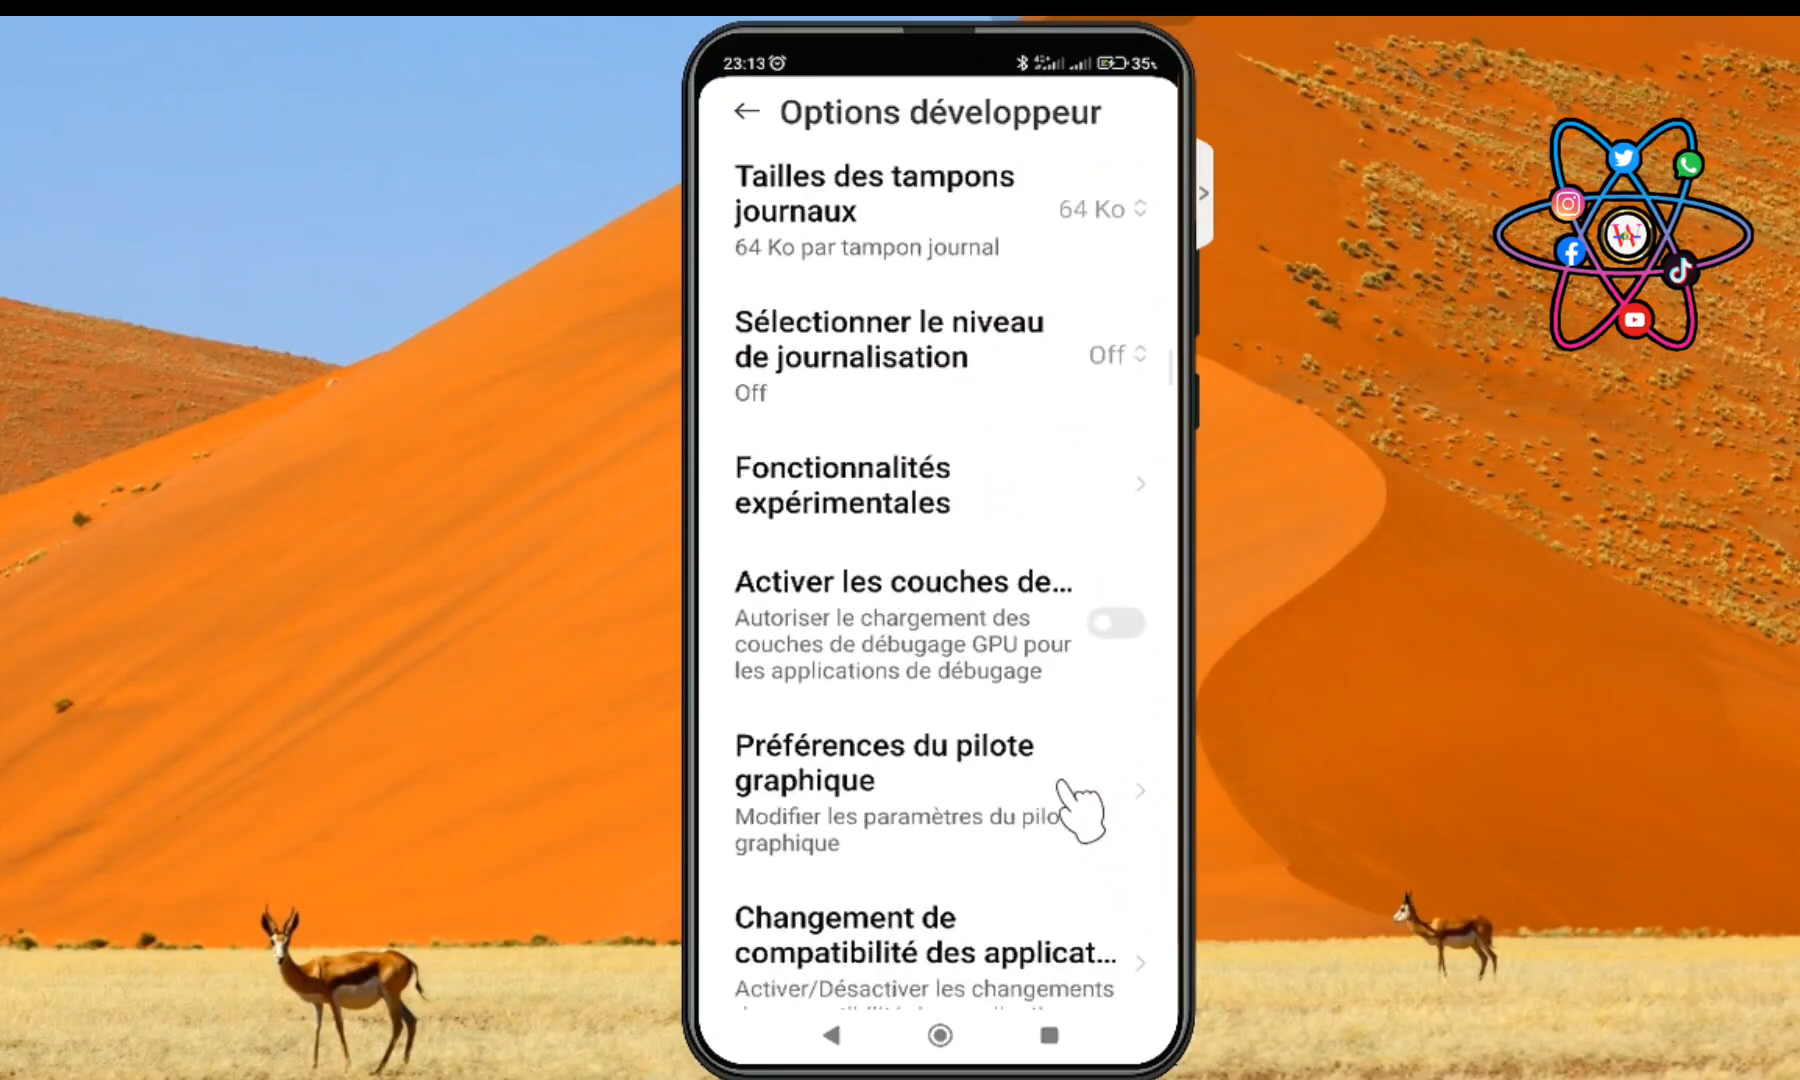 23:13
35%
Options développeur
Tailles des tampons
journaux
64 Ko
64 Ko par tampon journal
Sélectionner le niveau
de journalisation
Off
Off
Fonctionnalités
expérimentales
Activer les couches de...
Autoriser le chargement des
couches de débugage GPU pour
les applications de débugage
Préférences du pilote
graphique
Modifier les paramètres du pilo
graphique
Changement de
compatibilité des applicat...
Activer/Désactiver les changements